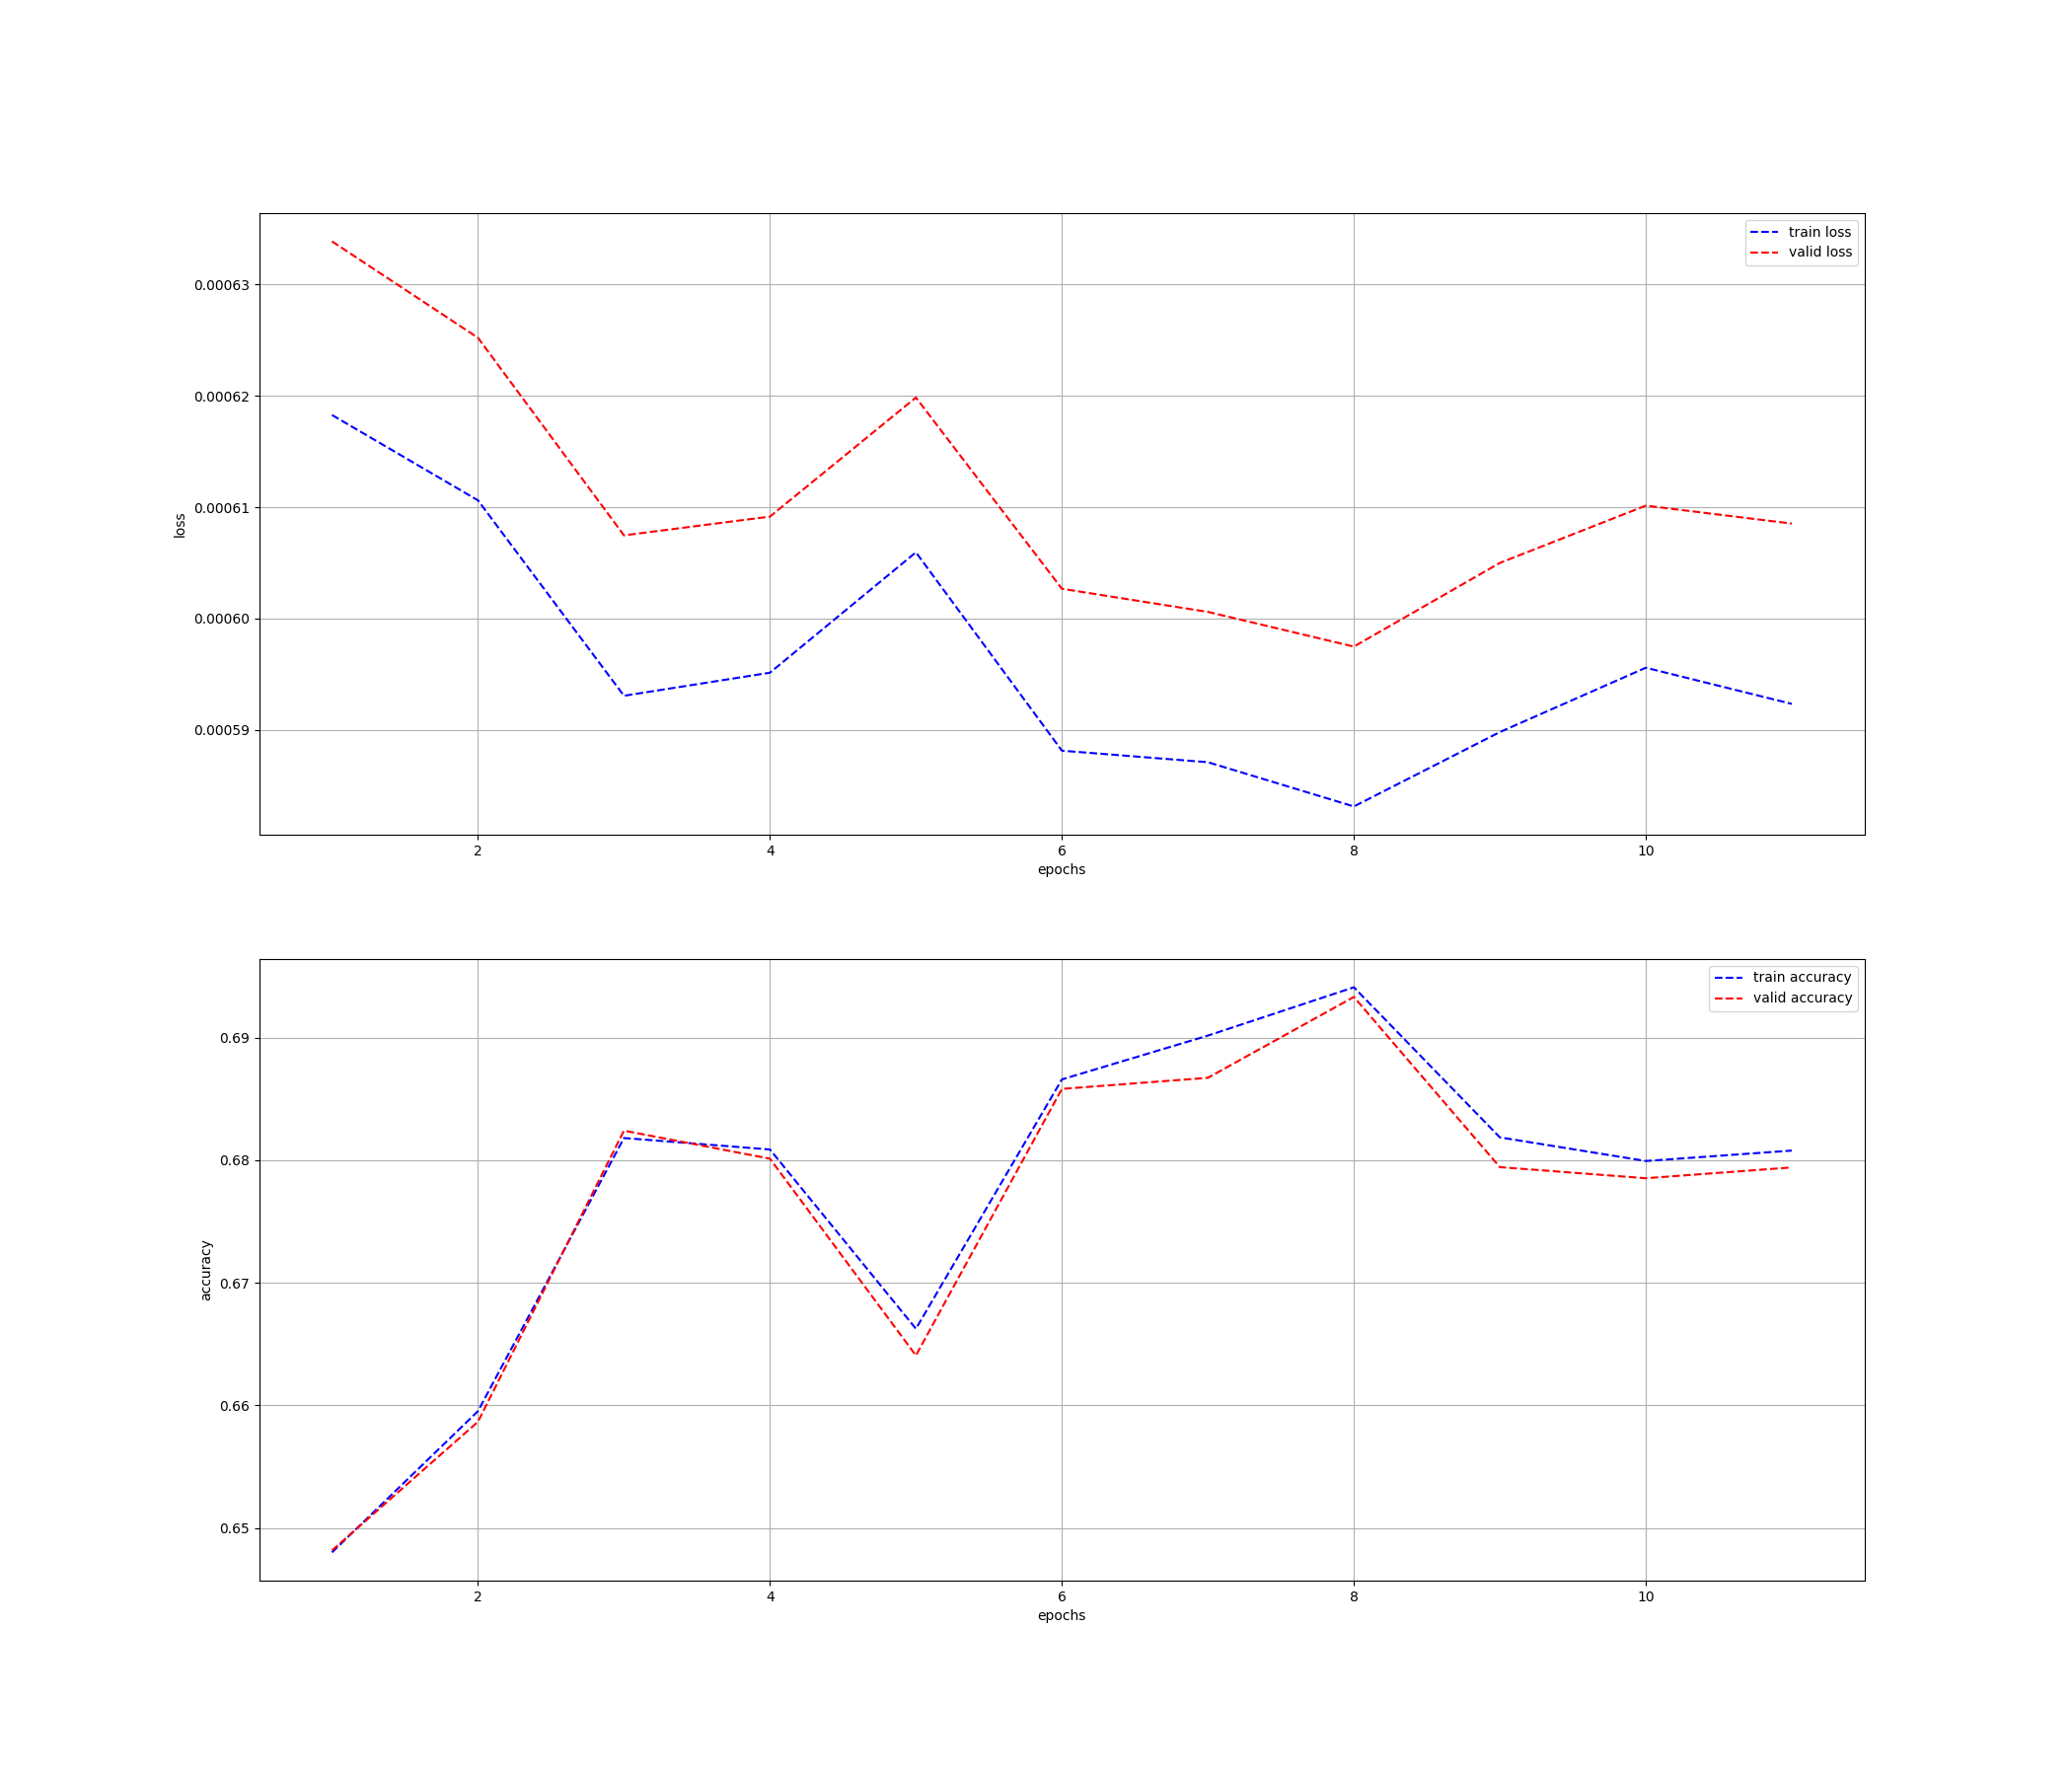 train loss
valid loss
0.00063
0.00062
0.00061
0.00060
0.00059
loss
2 4 6 8 10
epochs
train accuracy
valid accuracy
0.69
0.68
0.67
0.66
0.65
accuracy
2 4 6 8 10
epochs